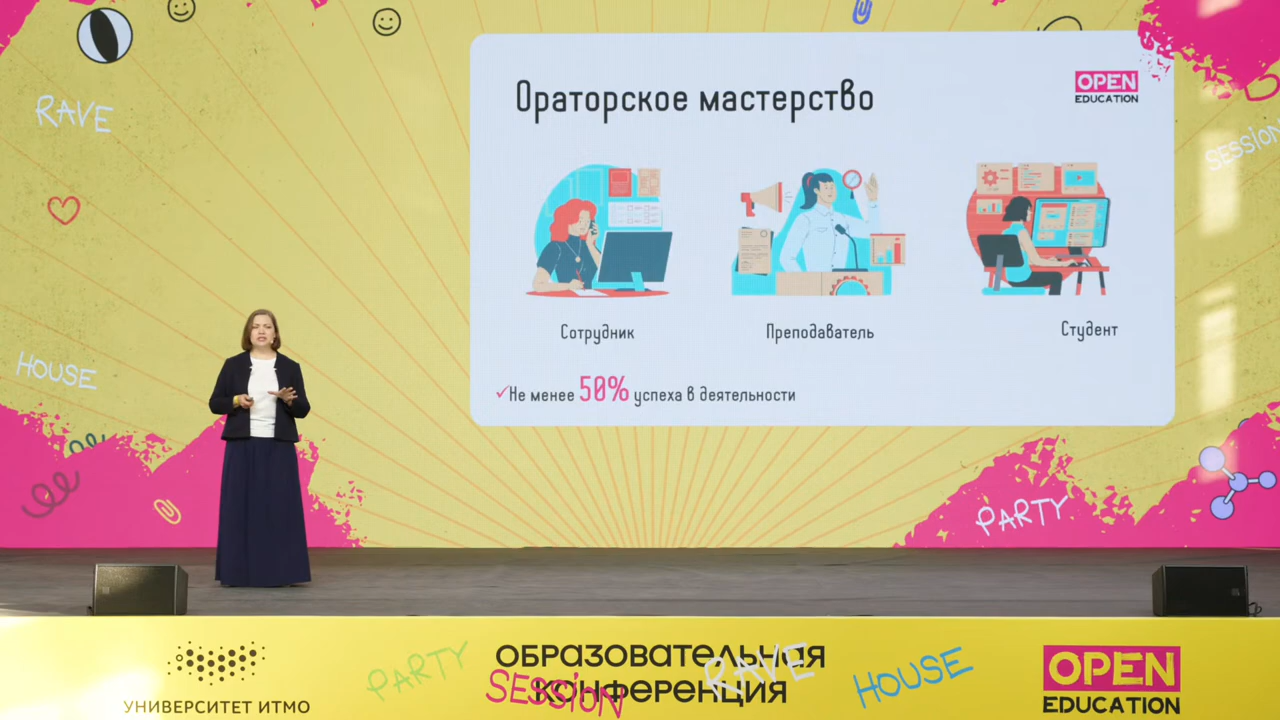 RAVE
HOUSE
Ораторское мастерство
OPEN
EDUCATION
SESSION
Сотрудник
Преподаватель
Студент
Не менее 50% успеха в деятельности
PARTY
УНИВЕРСИТЕТ ИТМО
PARTY
ОБРАЗОВАТЕЛЬНАЯ
КОНФЕРЕНЦИЯ
SESSION
RAVE
HOUSE
OPEN
EDUCATION